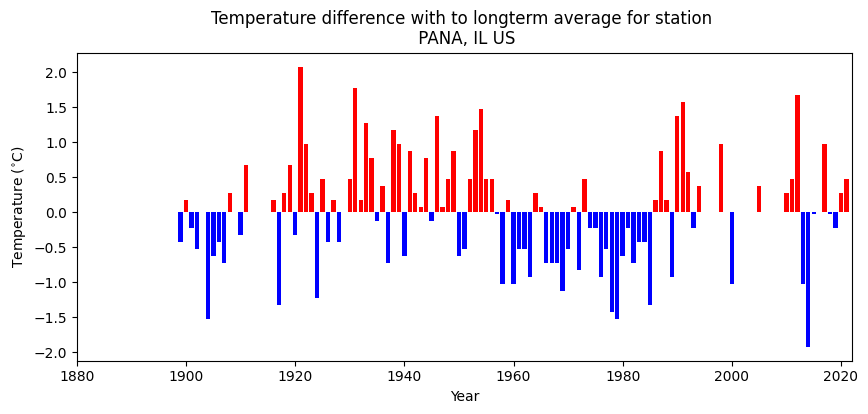 Temperature difference with to longterm average for station
PANA, IL US
Temperature (°C)
2.0
1.5
1.0
0.5
0.0
−0.5
−1.0
−1.5
−2.0
1880 1900 1920 1940 1960 1980 2000 2020
Year